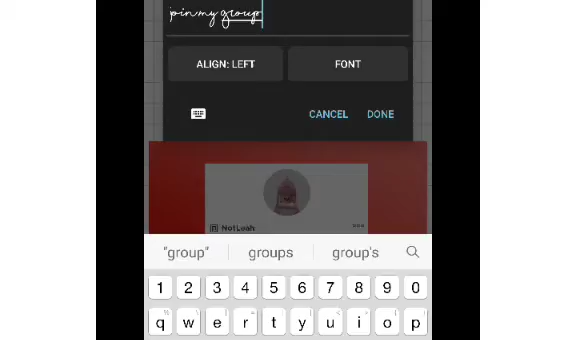 join my group
ALIGN: LEFT FONT
CANCEL DONE
NotLeah
"group" groups group's
1 2 3 4 5 6 7 8 9 0
q w e r t y u i o p